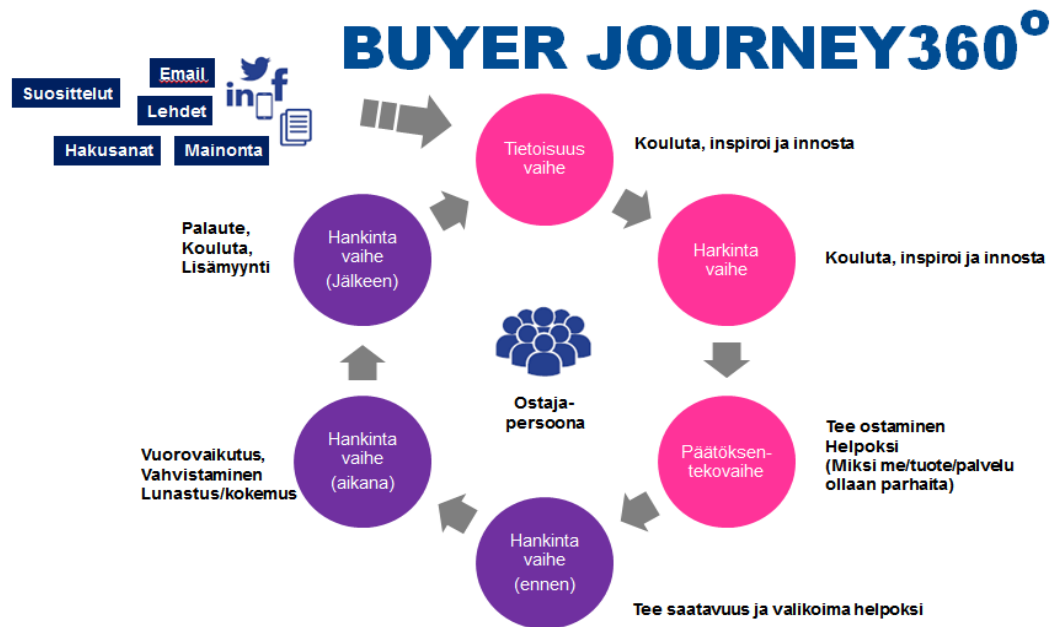 BUYER JOURNEY360°
Email
Suosittelut
Lehdet
Hakusanat
Mainonta
in
f
Tietoisuus
vaihe
Kouluta, inspiroi ja innosta
Harkinta
vaihe
Kouluta, inspiroi ja innosta
Päätöksen-
tekovaihe
Tee ostaminen
Helpoksi
(Miksi me/tuote/palvelu
ollaan parhaita)
Hankinta
vaihe
(ennen)
Tee saatavuus ja valikoima helpoksi
Hankinta
vaihe
(aikana)
Vuorovaikutus,
Vahvistaminen
Lunastus/kokemus
Hankinta
vaihe
(Jälkeen)
Palaute,
Kouluta,
Lisämyynti
Ostaja-
persoona